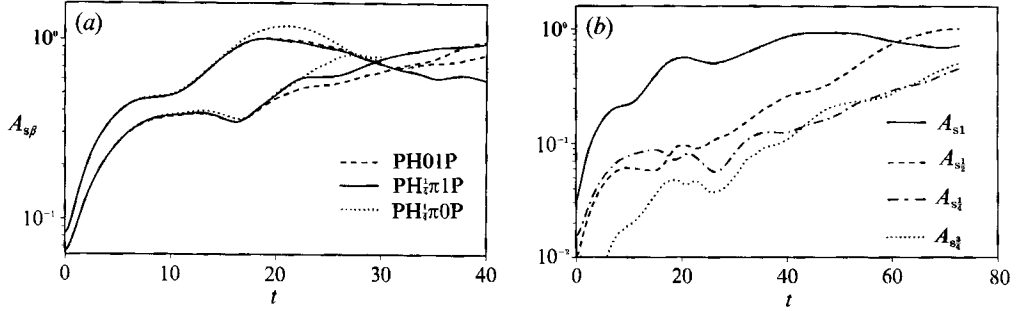 (a)
10⁰
A_sβ
10⁻¹
PH01P
PH¼π1P
PH¼π0P
0 10 20 30 40
t
(b)
10⁰
10⁻¹
10⁻²
A_s1
A_s½
A_s¼
A_s¾
0 20 40 60 80
t